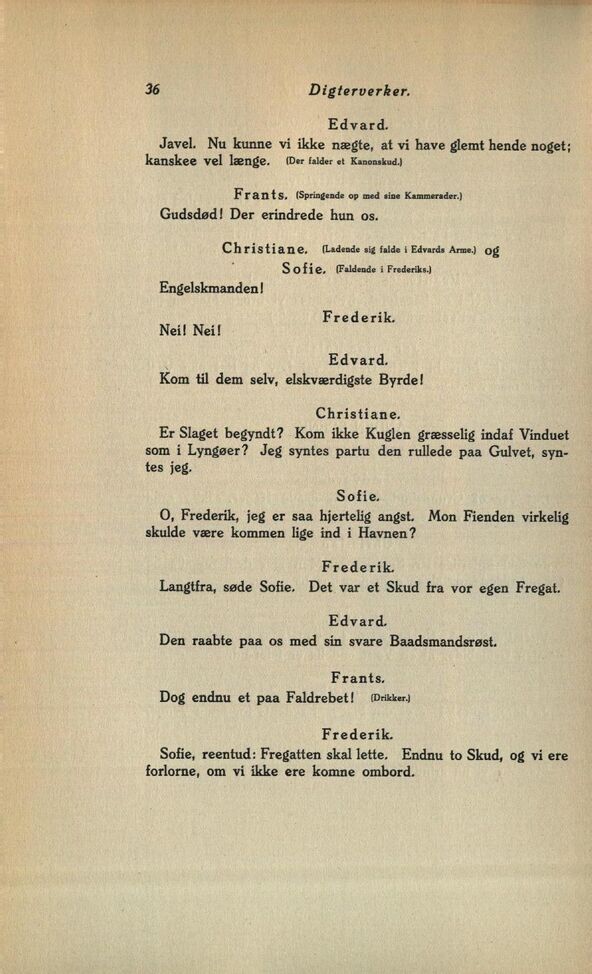 36
Digterverker.
Edvard.
Javel. Nu kunne vi ikke nægte, at vi have glemt hende noget;
kanskee vel længe. (Der falder et Kanonskud.)
Frants. (Springende op med sine Kammerader.)
Gudsdød! Der erindrede hun os.
Christiane. (Ladende sig falde i Edvards Arme.) og
Sofie. (Faldende i Frederiks.)
Engelskmanden!
Frederik.
Nei! Nei!
Edvard.
Kom til dem selv, elskværdigste Byrde!
Christiane.
Er Slaget begyndt? Kom ikke Kuglen græsselig indaf Vinduet
som i Lyngøer? Jeg syntes partu den rullede paa Gulvet, syn-
tes jeg.
Sofie.
O, Frederik, jeg er saa hjertelig angst. Mon Fienden virkelig
skulde være kommen lige ind i Havnen?
Frederik.
Langtfra, søde Sofie. Det var et Skud fra vor egen Fregat.
Edvard.
Den raabte paa os med sin svare Baadsmandsrøst.
Frants.
Dog endnu et paa Faldrebet! (Drikker.)
Frederik.
Sofie, reentud: Fregatten skal lette. Endnu to Skud, og vi ere
forlorne, om vi ikke ere komne ombord.